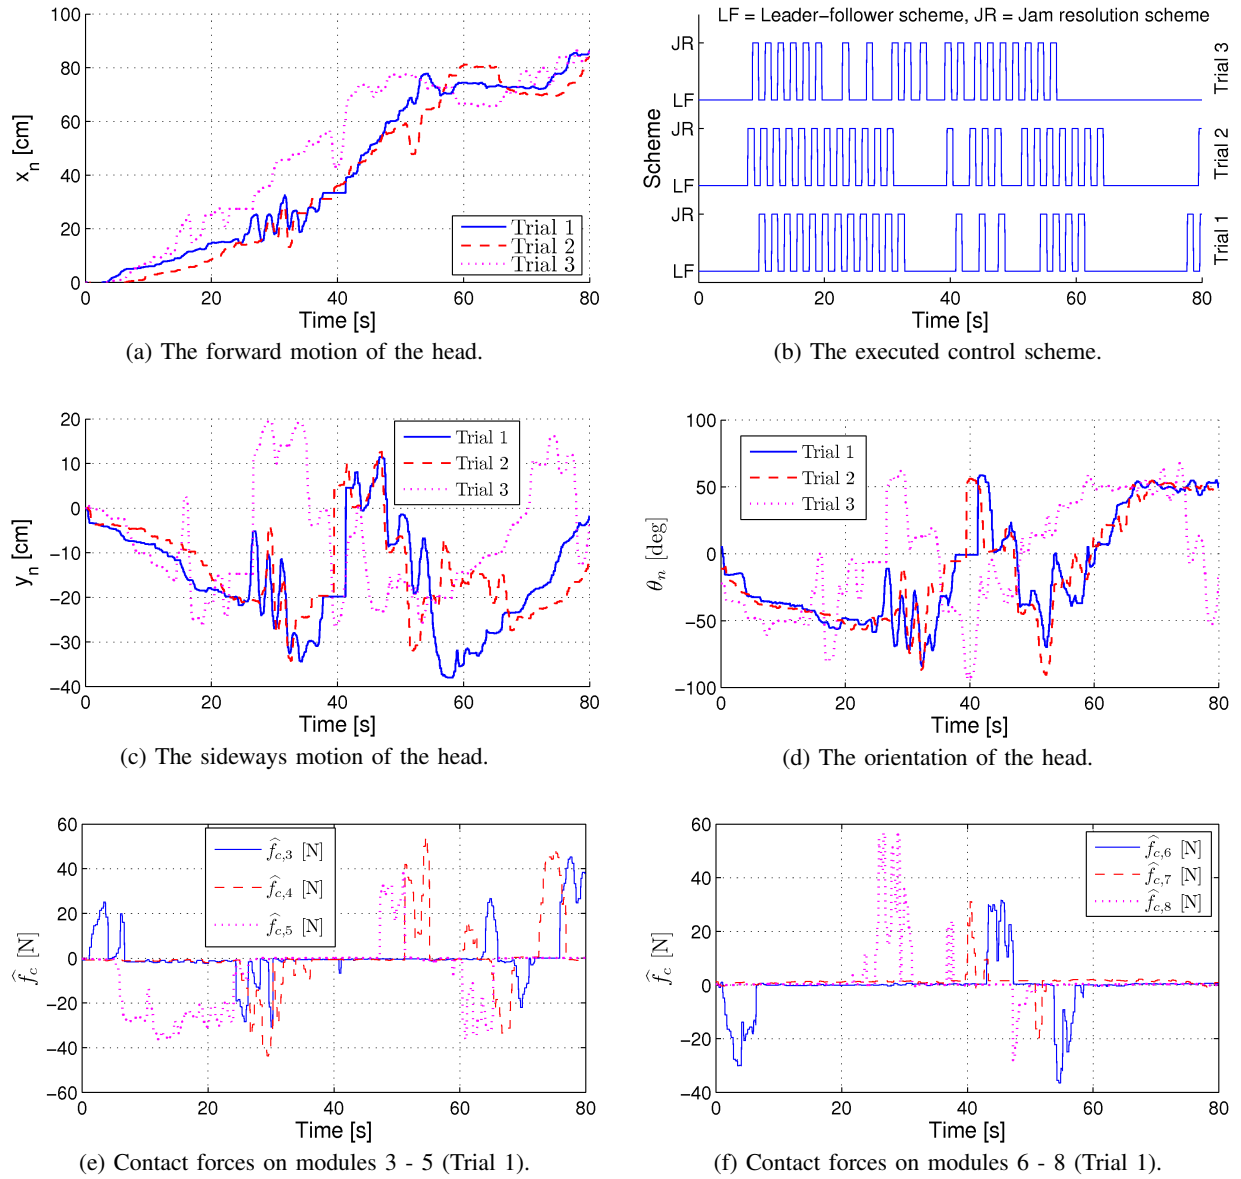 100
80
60
40
20
0
x_n [cm]
Trial 1
Trial 2
Trial 3
0 20 40 60 80
Time [s]
(a) The forward motion of the head.
LF = Leader−follower scheme, JR = Jam resolution scheme
JR
LF
JR
LF
JR
LF
Scheme
Trial 3
Trial 2
Trial 1
0 20 40 60 80
Time [s]
(b) The executed control scheme.
20
10
0
−10
−20
−30
−40
y_n [cm]
Trial 1
Trial 2
Trial 3
0 20 40 60 80
Time [s]
(c) The sideways motion of the head.
100
50
0
−50
−100
θ_n [deg]
Trial 1
Trial 2
Trial 3
0 20 40 60 80
Time [s]
(d) The orientation of the head.
60
40
20
0
−20
−40
−60
f̂_c [N]
f̂_c,3 [N]
f̂_c,4 [N]
f̂_c,5 [N]
0 20 40 60 80
Time [s]
(e) Contact forces on modules 3 - 5 (Trial 1).
60
40
20
0
−20
−40
f̂_c [N]
f̂_c,6 [N]
f̂_c,7 [N]
f̂_c,8 [N]
0 20 40 60 80
Time [s]
(f) Contact forces on modules 6 - 8 (Trial 1).